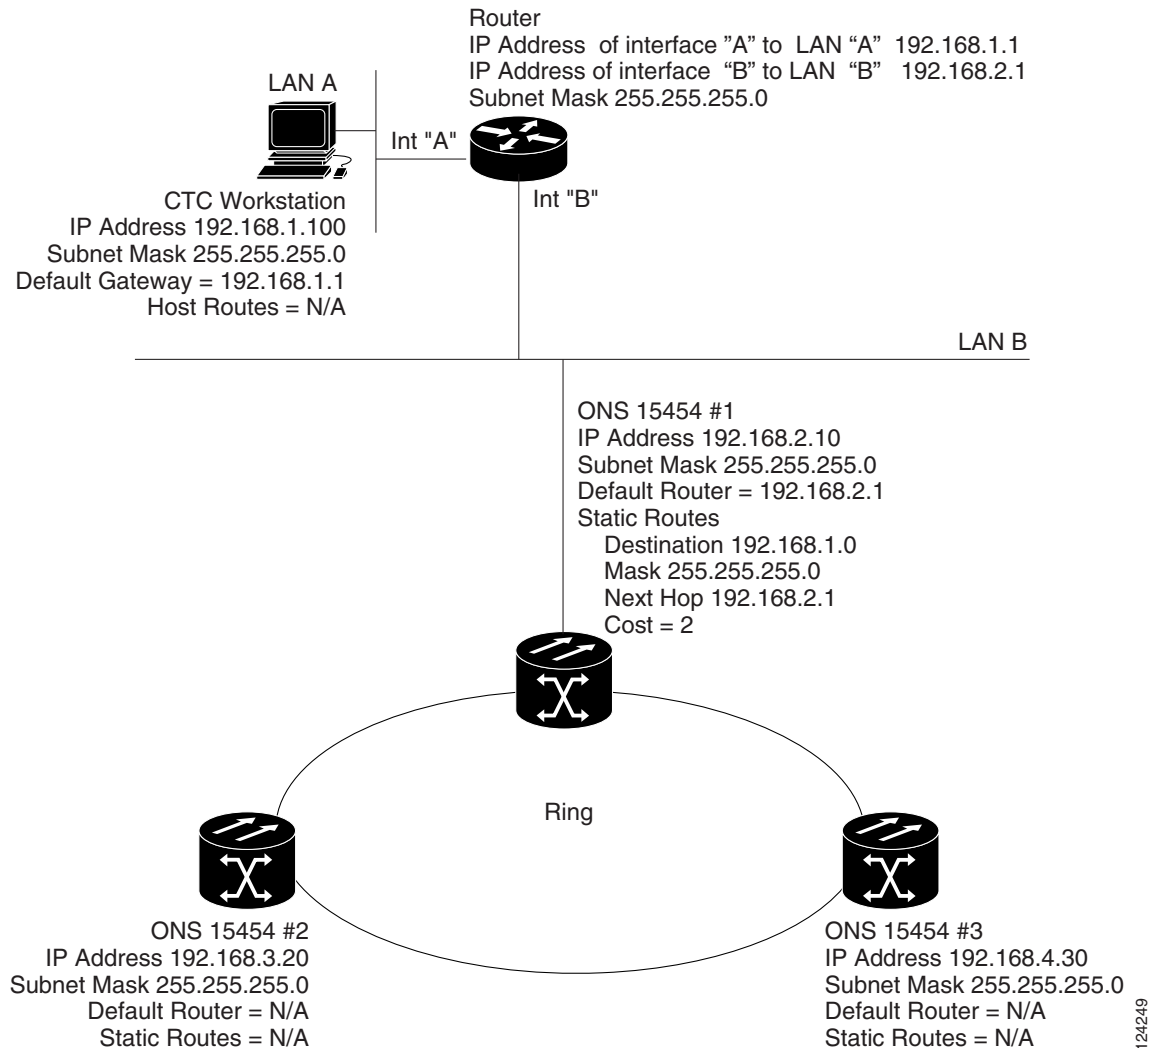 Router
IP Address of interface ”A” to LAN “A” 192.168.1.1
IP Address of interface “B” to LAN “B” 192.168.2.1
Subnet Mask 255.255.255.0
LAN A
Int "A"
Int "B"
CTC Workstation
IP Address 192.168.1.100
Subnet Mask 255.255.255.0
Default Gateway = 192.168.1.1
Host Routes = N/A
LAN B
ONS 15454 #1
IP Address 192.168.2.10
Subnet Mask 255.255.255.0
Default Router = 192.168.2.1
Static Routes
Destination 192.168.1.0
Mask 255.255.255.0
Next Hop 192.168.2.1
Cost = 2
Ring
ONS 15454 #2
IP Address 192.168.3.20
Subnet Mask 255.255.255.0
Default Router = N/A
Static Routes = N/A
ONS 15454 #3
IP Address 192.168.4.30
Subnet Mask 255.255.255.0
Default Router = N/A
Static Routes = N/A
124249